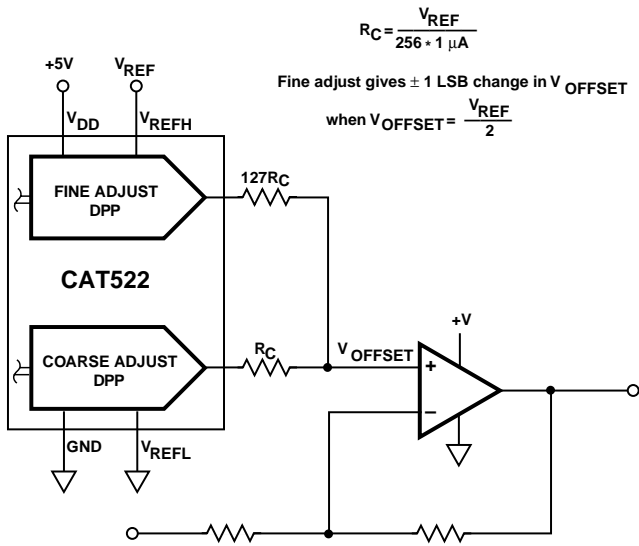 R_C = V_REF / 256 * 1 μA
Fine adjust gives ± 1 LSB change in V_OFFSET
when V_OFFSET = V_REF / 2
+5V
V_REF
V_DD
V_REFH
FINE ADJUST
DPP
127R_C
CAT522
COARSE ADJUST
DPP
R_C
V_OFFSET
+V
+
–
GND
V_REFL